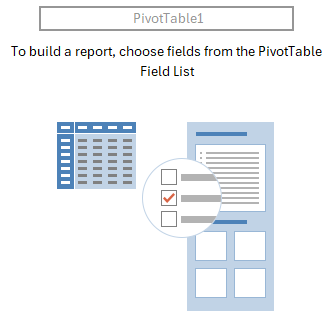 PivotTable1
To build a report, choose fields from the PivotTable
Field List